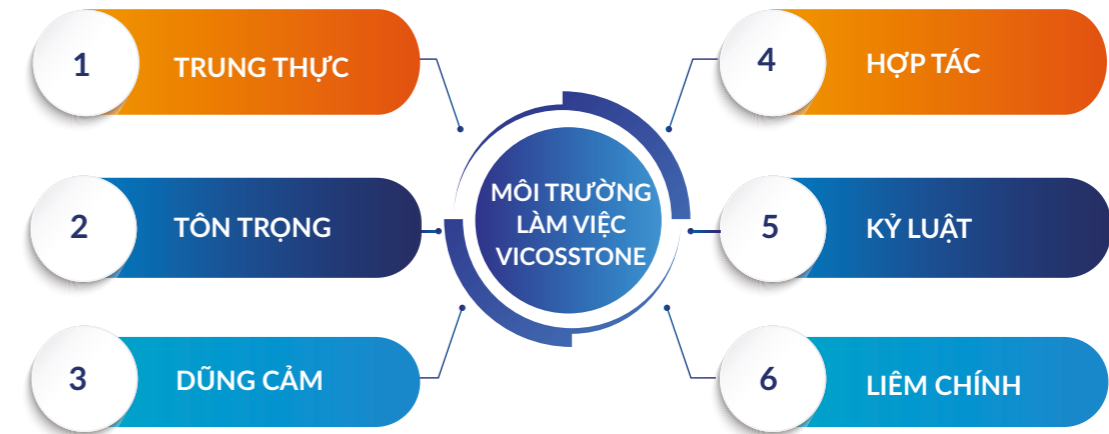 1
TRUNG THỰC
2
TÔN TRỌNG
3
DŨNG CẢM
MÔI TRƯỜNG
LÀM VIỆC
VICOSSTONE
4
HỢP TÁC
5
KỶ LUẬT
6
LIÊM CHÍNH